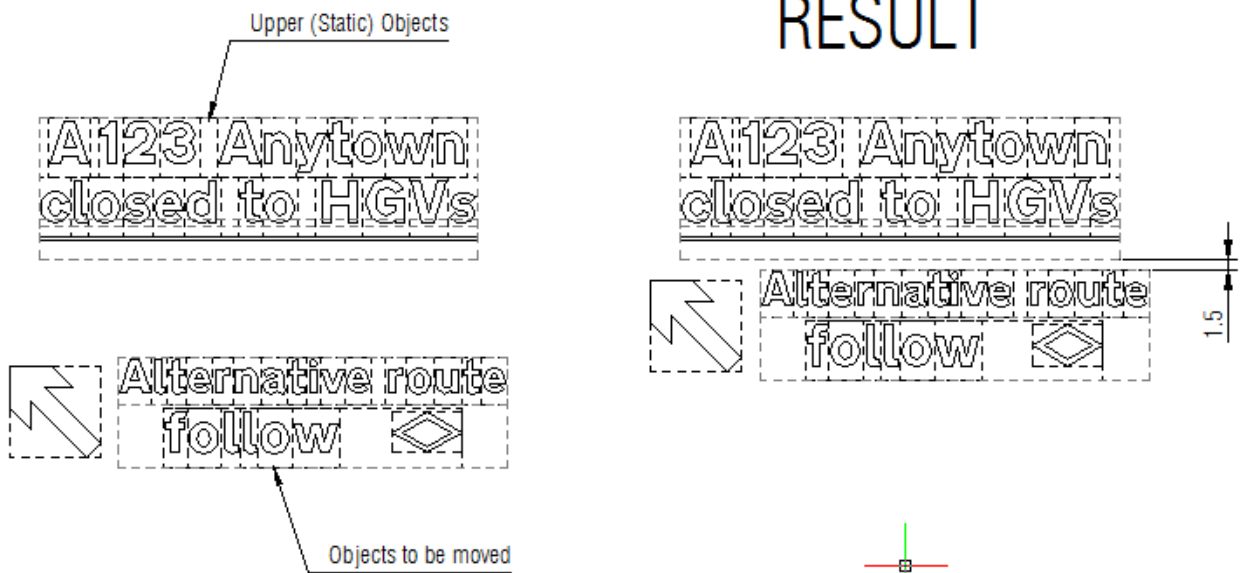 Upper (Static) Objects
RESULT
A123 Anytown
closed to HGVs
A123 Anytown
closed to HGVs
Alternative route
follow
1.5
Alternative route
follow
Objects to be moved